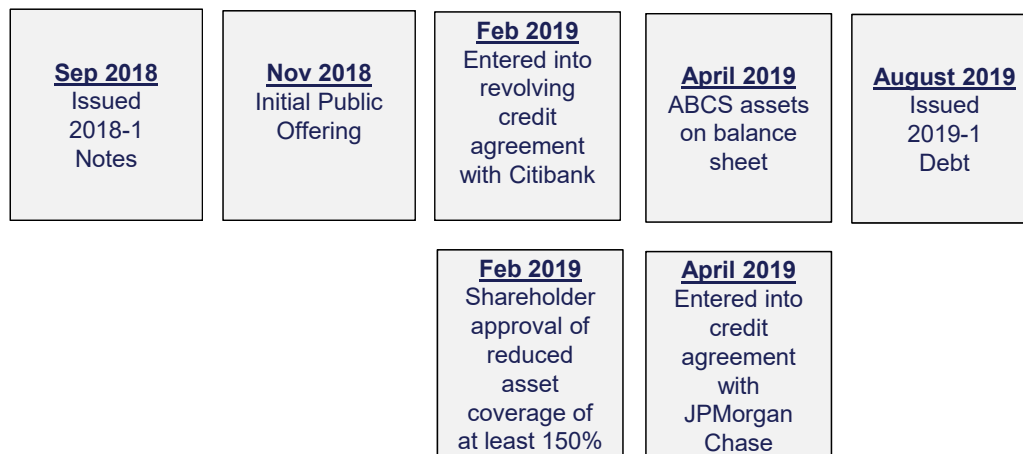 Sep 2018
Issued
2018-1
Notes
Nov 2018
Initial Public
Offering
Feb 2019
Entered into
revolving
credit
agreement
with Citibank
April 2019
ABCS assets
on balance
sheet
August 2019
Issued
2019-1
Debt
Feb 2019
Shareholder
approval of
reduced
asset
coverage of
at least 150%
April 2019
Entered into
credit
agreement
with
JPMorgan
Chase